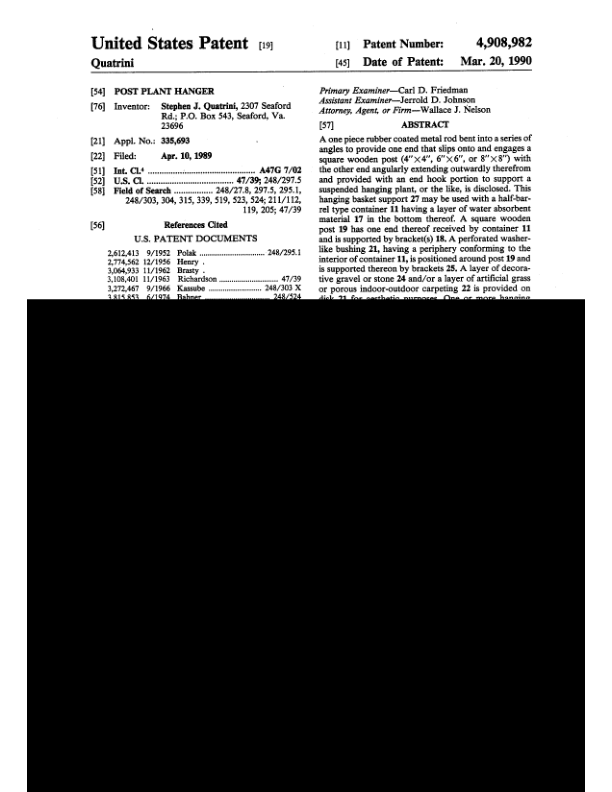 United States Patent [19]
Quatrini
[11] Patent Number: 4,908,982
[45] Date of Patent: Mar. 20, 1990
[54] POST PLANT HANGER
[76] Inventor: Stephen J. Quatrini, 2307 Seaford
Rd.; P.O. Box 543, Seaford, Va.
23696
[21] Appl. No.: 335,693
[22] Filed: Apr. 10, 1989
[51] Int. Cl.⁴ ............................................. A47G 7/02
[52] U.S. Cl. .................................. 47/39; 248/297.5
[58] Field of Search ............... 248/27.8, 297.5, 295.1,
248/303, 304, 315, 339, 519, 523, 524; 211/112,
119, 205; 47/39
[56] References Cited
U.S. PATENT DOCUMENTS
2,612,413 9/1952 Polak ............................ 248/295.1
2,774,562 12/1956 Henry .
3,064,933 11/1962 Brasty .
3,108,401 11/1963 Richardson ......................... 47/39
3,272,467 9/1966 Kassube ....................... 248/303 X
3,815,853 6/1974 Bahner ............................ 248/524
Primary Examiner—Carl D. Friedman
Assistant Examiner—Jerrold D. Johnson
Attorney, Agent, or Firm—Wallace J. Nelson
[57] ABSTRACT
A one piece rubber coated metal rod bent into a series of
angles to provide one end that slips onto and engages a
square wooden post (4"×4", 6"×6", or 8"×8") with
the other end angularly extending outwardly therefrom
and provided with an end hook portion to support a
suspended hanging plant, or the like, is disclosed. This
hanging basket support 27 may be used with a half-bar-
rel type container 11 having a layer of water absorbent
material 17 in the bottom thereof. A square wooden
post 19 has one end thereof received by container 11
and is supported by bracket(s) 18. A perforated washer-
like bushing 21, having a periphery conforming to the
interior of container 11, is positioned around post 19 and
is supported thereon by brackets 25. A layer of decora-
tive gravel or stone 24 and/or a layer of artificial grass
or porous indoor-outdoor carpeting 22 is provided on
disk 21 for aesthetic purposes. One or more hanging